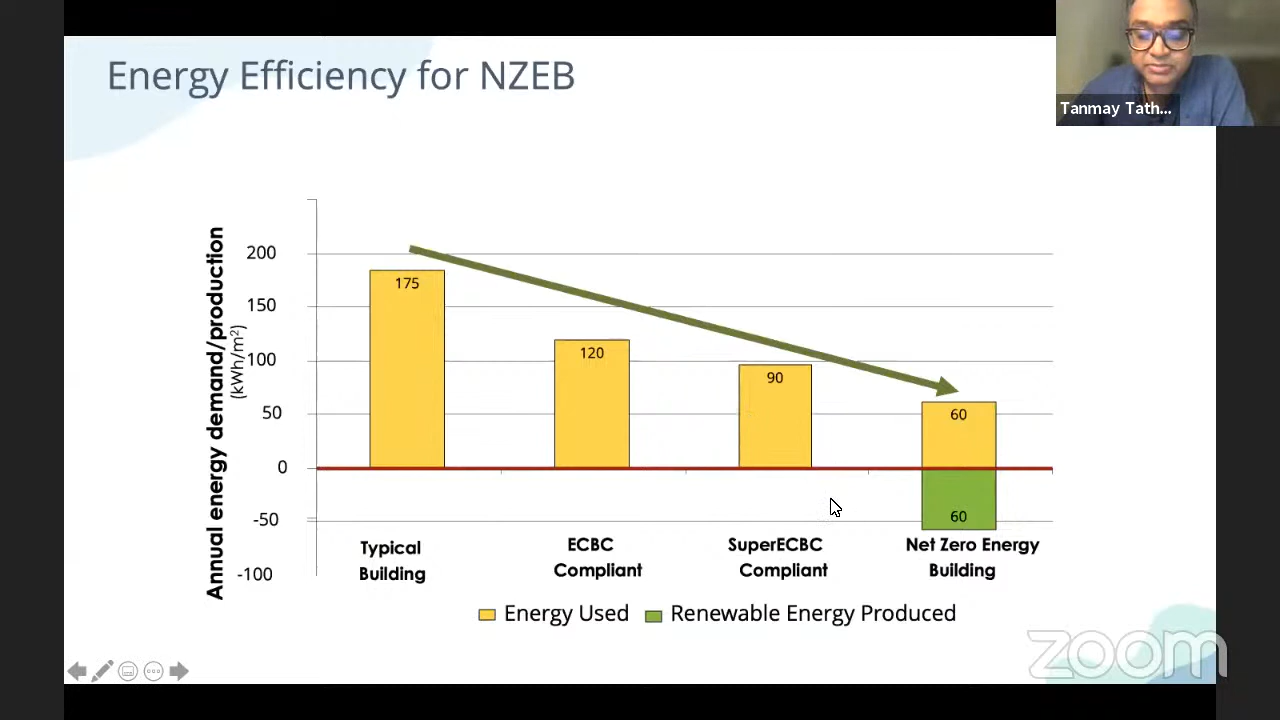 Energy Efficiency for NZEB
Tanmay Tath...
Annual energy demand/production
(kWh/m²)
200
150
100
50
0
-50
-100
175
120
90
60
60
Typical
Building
ECBC
Compliant
SuperECBC
Compliant
Net Zero Energy
Building
Energy Used
Renewable Energy Produced
zoom